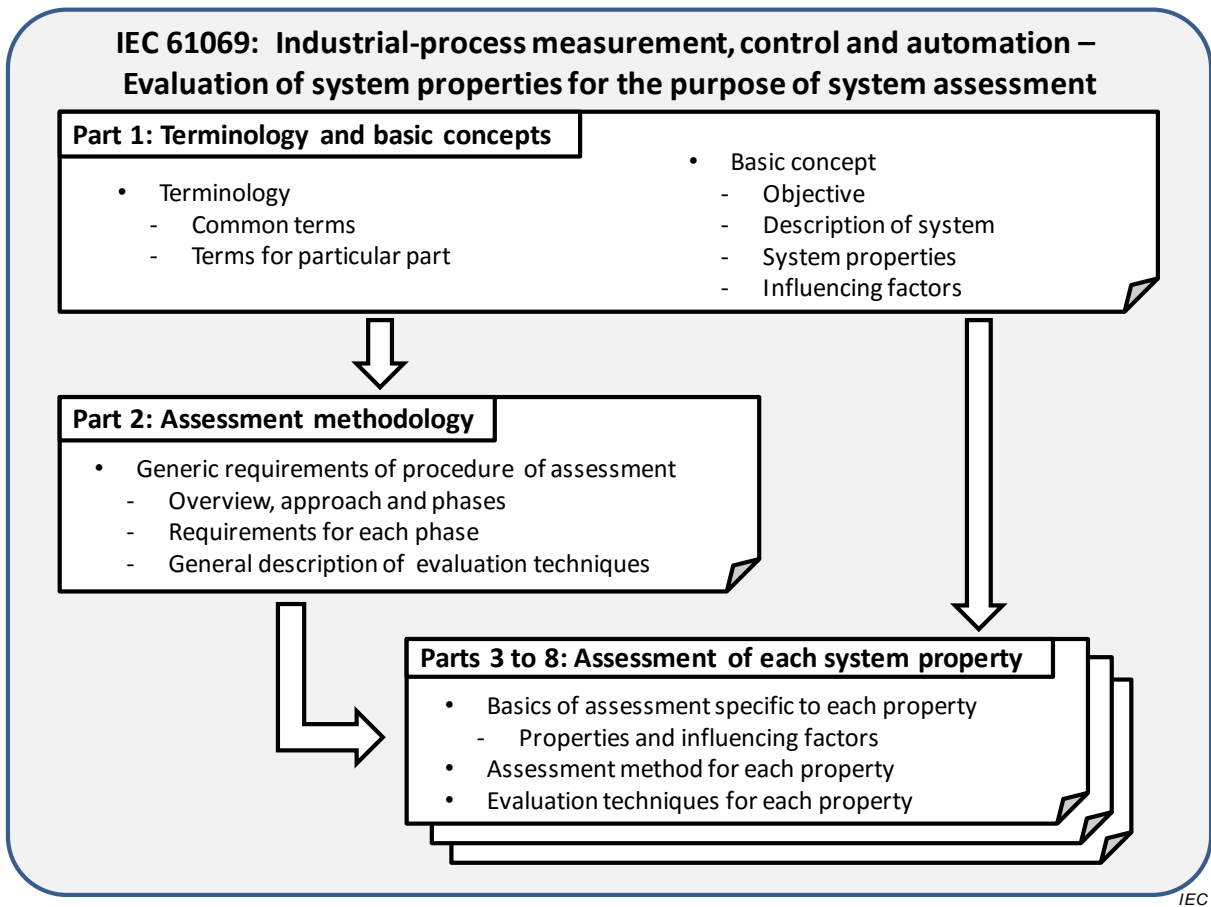 IEC 61069: Industrial-process measurement, control and automation –
Evaluation of system properties for the purpose of system assessment
Part 1: Terminology and basic concepts
• Terminology
- Common terms
- Terms for particular part
• Basic concept
- Objective
- Description of system
- System properties
- Influencing factors
Part 2: Assessment methodology
• Generic requirements of procedure of assessment
- Overview, approach and phases
- Requirements for each phase
- General description of evaluation techniques
Parts 3 to 8: Assessment of each system property
• Basics of assessment specific to each property
- Properties and influencing factors
• Assessment method for each property
• Evaluation techniques for each property
IEC